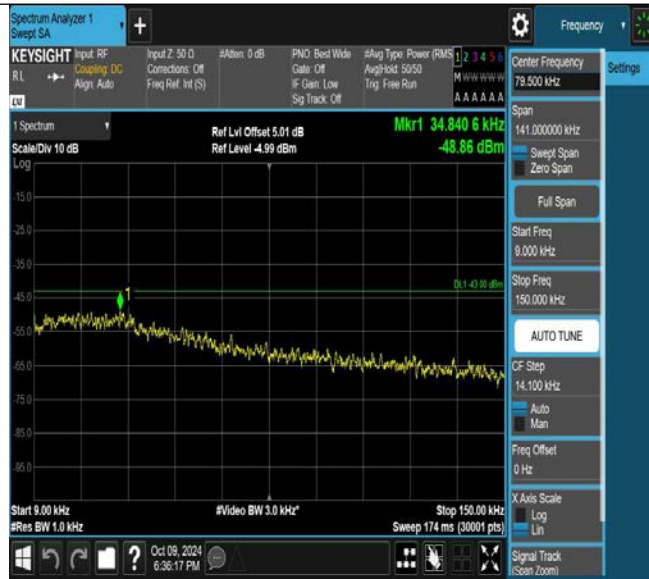 Spectrum Analyzer 1
Swept SA
Frequency
KEYSIGHT
RL
Input: RF
Coupling: DC
Align: Auto
Input Z: 50 Ω
Corrections: Off
Freq Ref: Int (S)
#Atten: 0 dB
PNO: Best Wide
Gate: Off
IF Gain: Low
Sig Track: Off
#Avg Type: Power (RMS
Avg|Hold: 50/50
Trig: Free Run
1 2 3 4 5 6
M W W W W W
A A A A A A
LXI
Center Frequency
79.500 kHz
Settings
Span
141.000000 kHz
Swept Span
Zero Span
Full Span
Start Freq
9.000 kHz
Stop Freq
150.000 kHz
AUTO TUNE
CF Step
14.100 kHz
Auto
Man
Freq Offset
0 Hz
X Axis Scale
Log
Lin
Signal Track
(Span Zoom)
1 Spectrum
Scale/Div 10 dB
Log
Ref Lvl Offset 5.01 dB
Ref Level -4.99 dBm
Mkr1 34.840 6 kHz
-48.86 dBm
-15.0
-25.0
-35.0
DL1 -43.00 dBm
1
-45.0
-55.0
-65.0
-75.0
-85.0
-95.0
Start 9.00 kHz
#Res BW 1.0 kHz
#Video BW 3.0 kHz*
Stop 150.00 kHz
Sweep 174 ms (30001 pts)
?
Oct 09, 2024
6:36:17 PM